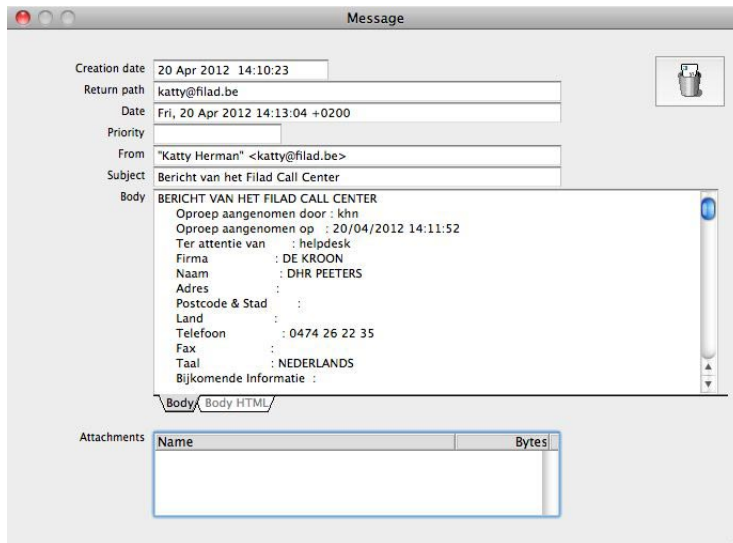 Message
Creation date 20 Apr 2012 14:10:23
Return path katty@filad.be
Date Fri, 20 Apr 2012 14:13:04 +0200
Priority
From "Katty Herman" <katty@filad.be>
Subject Bericht van het Filad Call Center
Body BERICHT VAN HET FILAD CALL CENTER
Oproep aangenomen door : khn
Oproep aangenomen op : 20/04/2012 14:11:52
Ter attentie van : helpdesk
Firma : DE KROON
Naam : DHR PEETERS
Adres :
Postcode & Stad :
Land :
Telefoon : 0474 26 22 35
Fax :
Taal : NEDERLANDS
Bijkomende Informatie :
Body Body HTML
Attachments Name Bytes